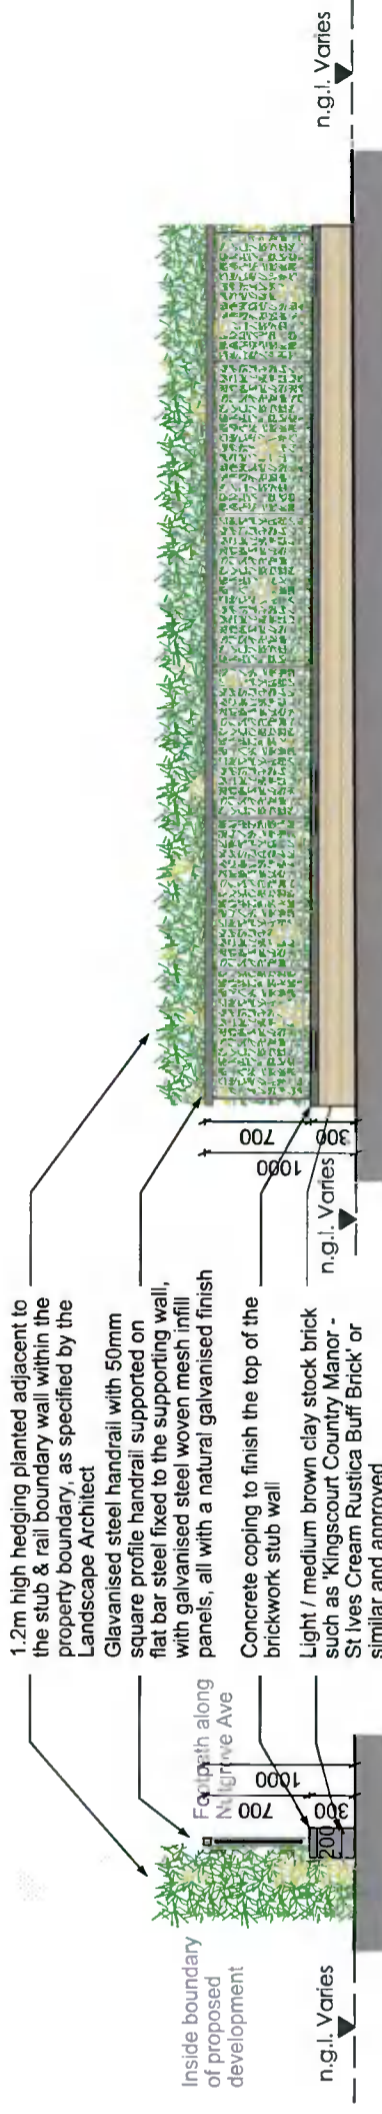 1.2m high hedging planted adjacent to
the stub & rail boundary wall within the
property boundary, as specified by the
Landscape Architect
Glavanised steel handrail with 50mm
square profile handrail supported on
flat bar steel fixed to the supporting wall,
with galvanised steel woven mesh infill
panels, all with a natural galvanised finish
Concrete coping to finish the top of the
brickwork stub wall
Light / medium brown clay stock brick
such as 'Kingscourt Country Manor -
St Ives Cream Rustica Buff Brick' or
similar and approved
Inside boundary
of proposed
development
Footpath along
Nutgrove Ave
n.g.l. Varies
200
300
700
1000
n.g.l. Varies
300
700
1000
n.g.l. Varies